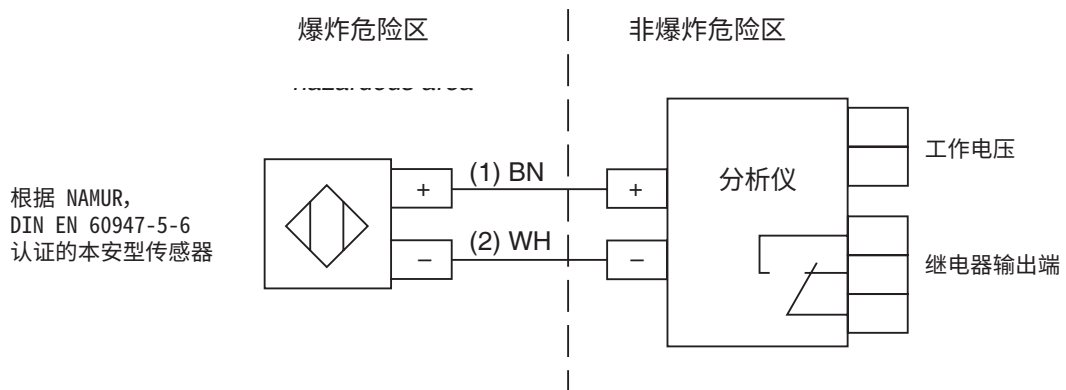 爆炸危险区
非爆炸危险区
工作电压
(1) BN
+
+
分析仪
根据 NAMUR,
DIN EN 60947-5-6
认证的本安型传感器
(2) WH
–
–
继电器输出端